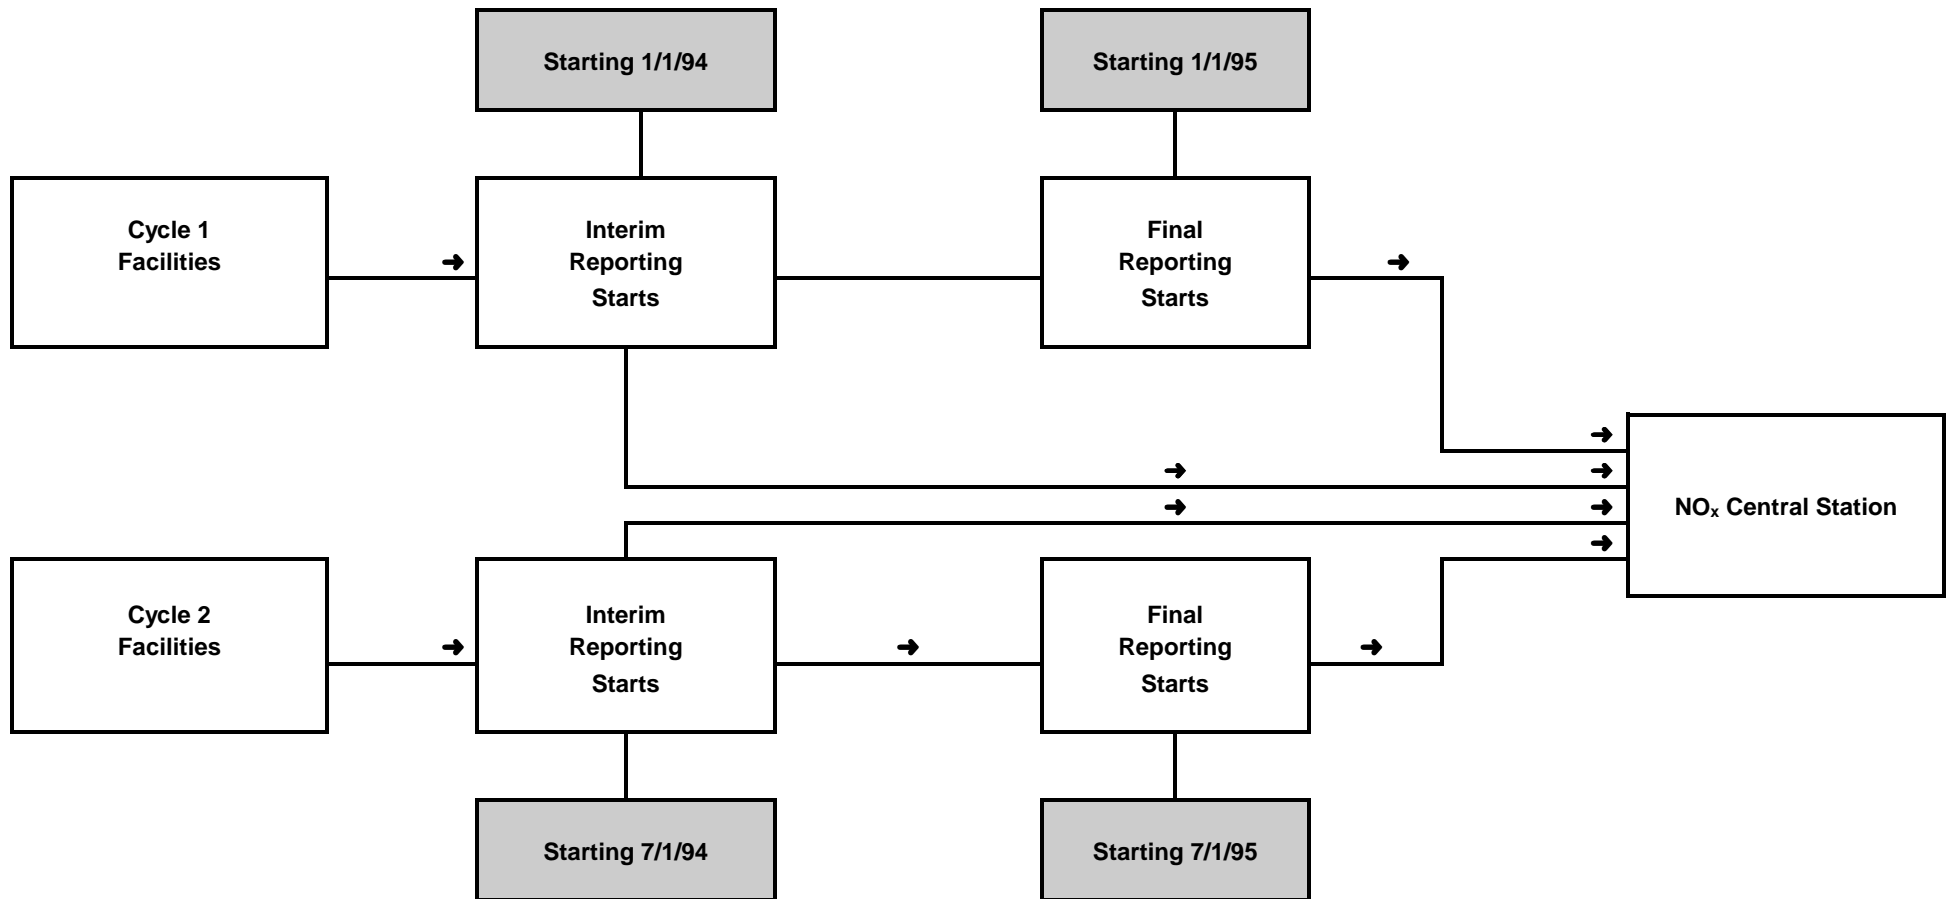 Starting 1/1/94
Starting 1/1/95
Cycle 1
Facilities
Interim
Reporting
Starts
Final
Reporting
Starts
NOₓ Central Station
Cycle 2
Facilities
Interim
Reporting
Starts
Final
Reporting
Starts
Starting 7/1/94
Starting 7/1/95